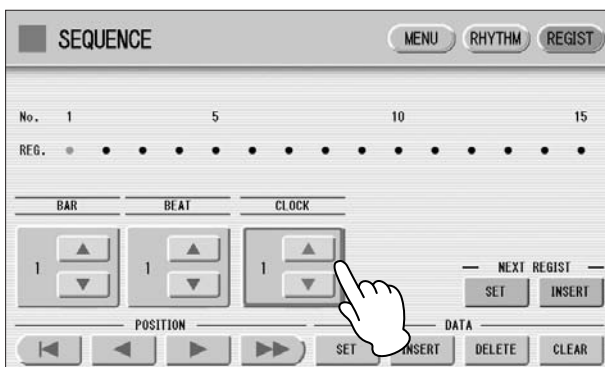 SEQUENCE MENU RHYTHM REGIST
No. 1 5 10 15
REG.
BAR BEAT CLOCK
1 1 1
NEXT REGIST
SET INSERT
POSITION DATA
SET INSERT DELETE CLEAR